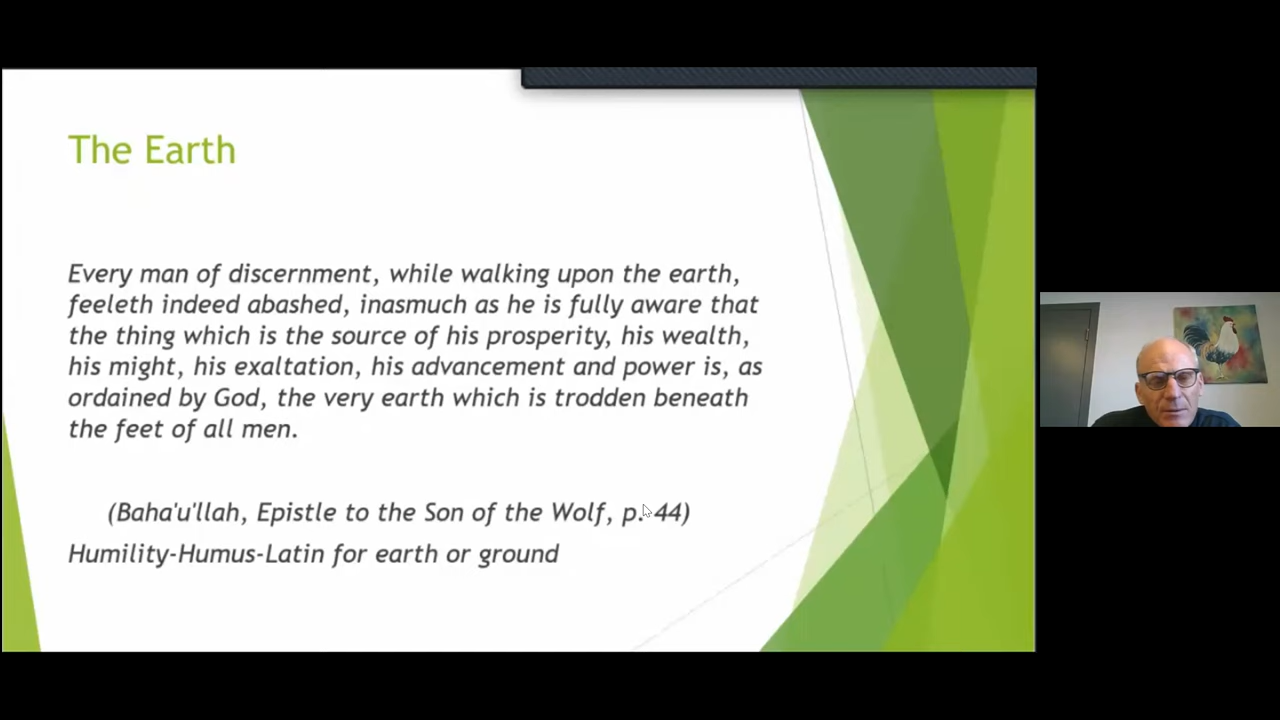 The Earth
Every man of discernment, while walking upon the earth,
feeleth indeed abashed, inasmuch as he is fully aware that
the thing which is the source of his prosperity, his wealth,
his might, his exaltation, his advancement and power is, as
ordained by God, the very earth which is trodden beneath
the feet of all men.
(Baha'u'llah, Epistle to the Son of the Wolf, p. 44)
Humility-Humus-Latin for earth or ground